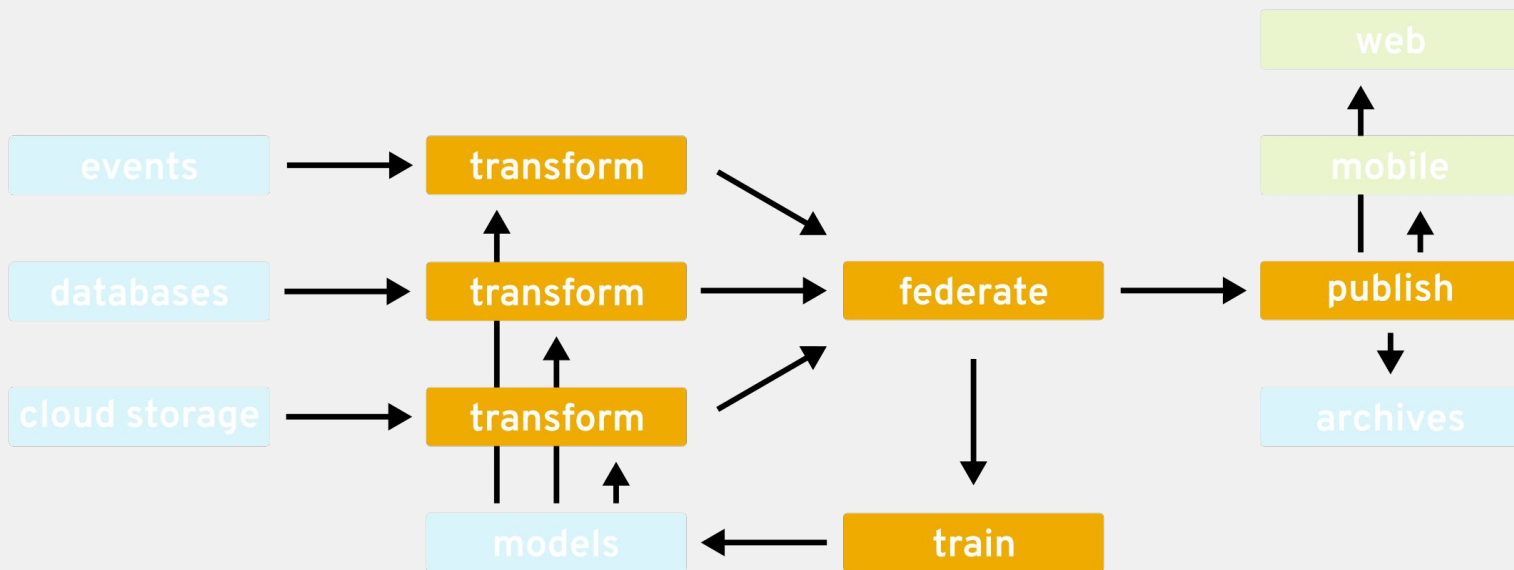 web
events
transform
mobile
databases
transform
federate
publish
cloud storage
transform
archives
models
train